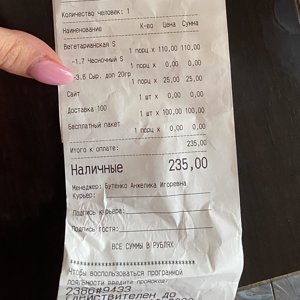 Количество человек: 1
Наименование К-во Цена Сумма
Вегетарианская S
1 порц х 110,00 110,00
-1.7 Чесночный S
1 порц х 0,00 0,00
-3.6 Сыр. доп 20гр
1 порц х 25,00 25,00
Сайт
1 шт х 0,00 0,00
Доставка 100
1 шт х 100,00 100,00
Бесплатный пакет
1 порц х 0,00 0,00
Итого к оплате: 235,00
Наличные 235,00
Менеджер: Бутенко Анжелика Игоревна
Курьер:
Подпись курьера:
Подпись гостя:
ВСЕ СУММЫ В РУБЛЯХ
Чтобы воспользоваться программой
введите промокод:
2386#9433
Действителен до